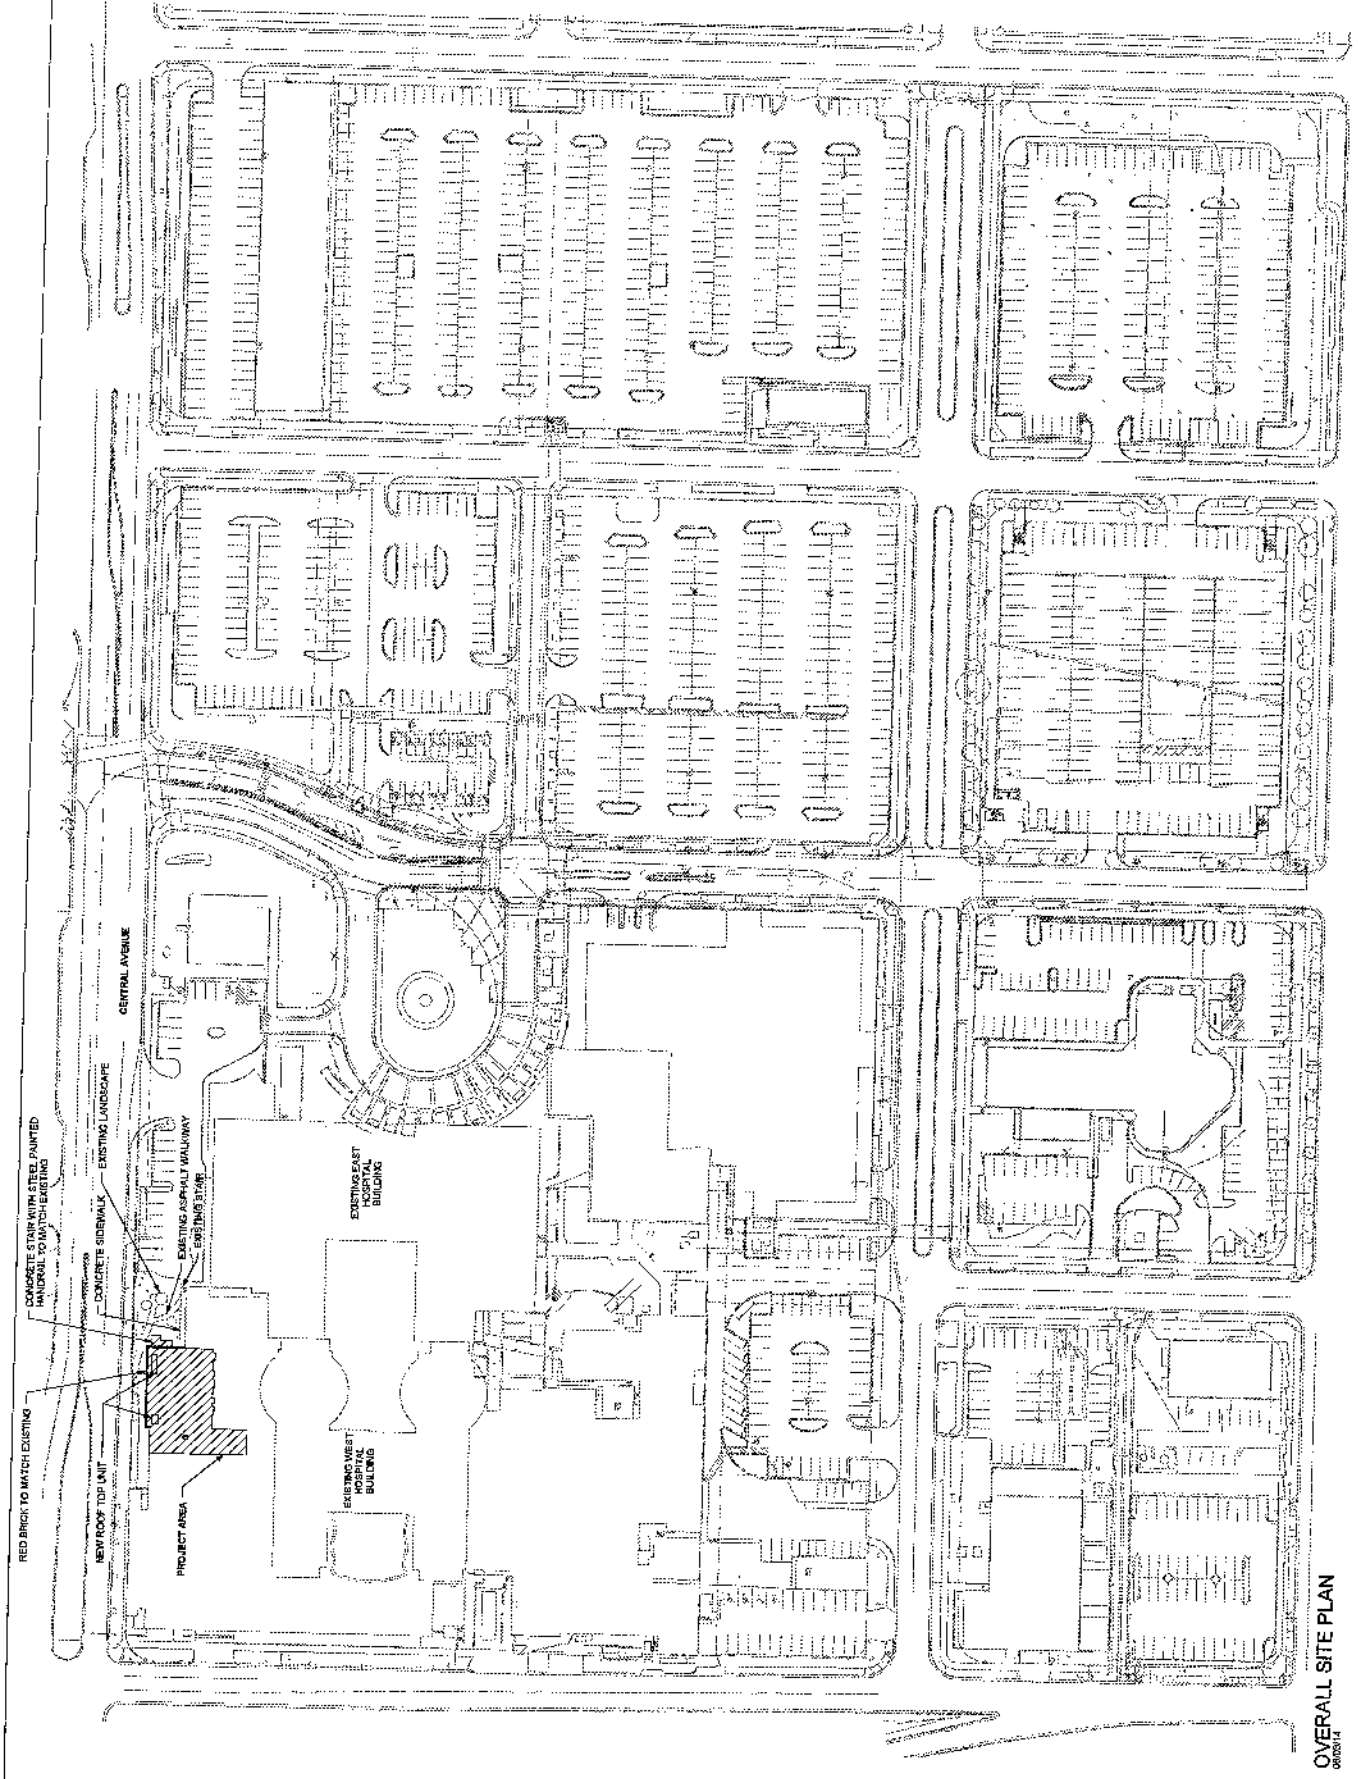 RED BRICK TO MATCH EXISTING
CONCRETE STAIR WITH STEEL PAINTED
HANDRAIL TO MATCH EXISTING
NEW ROOF TOP UNIT
CONCRETE SIDEWALK
EXISTING LANDSCAPE
CENTRAL AVENUE
PROJECT AREA
EXISTING ASPHALT WALKWAY
EXISTING STAIR
EXISTING WEST
HOSPITAL
BUILDING
EXISTING EAST
HOSPITAL
BUILDING
OVERALL SITE PLAN